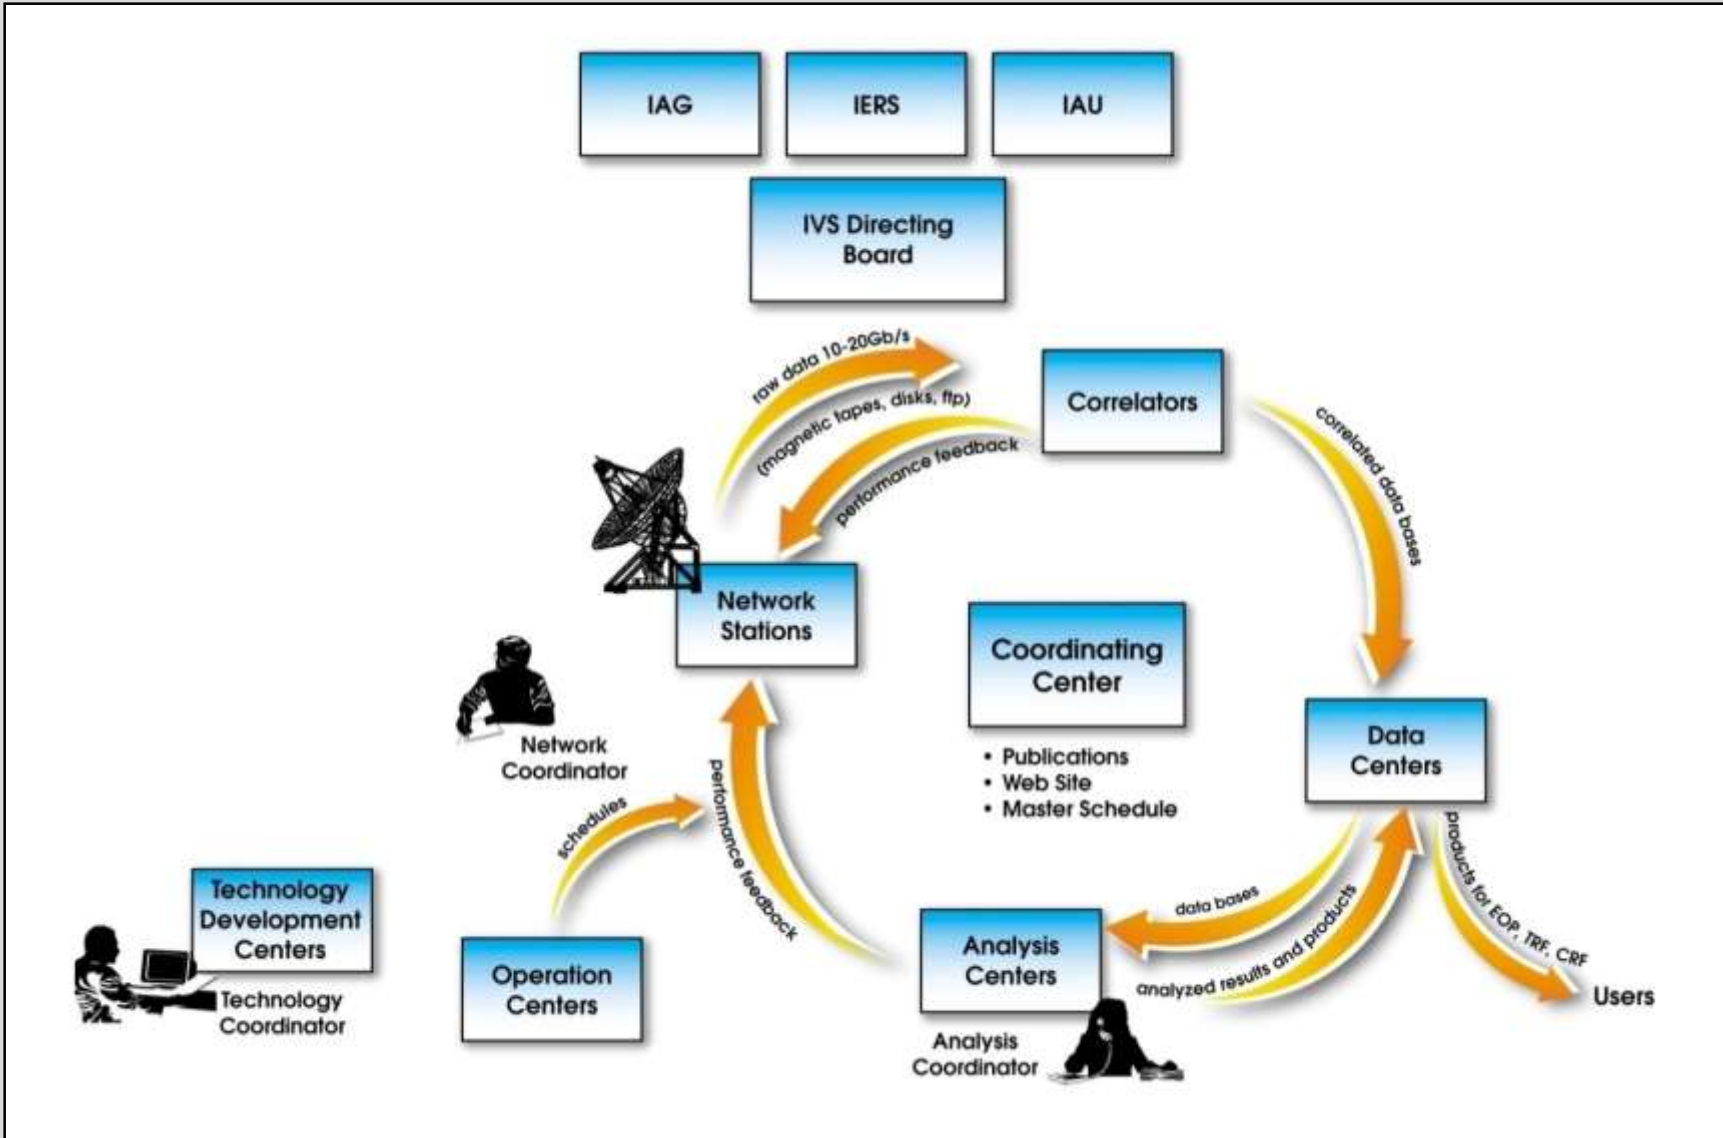 IAG
IERS
IAU
IVS Directing
Board
raw data 10-20Gb/s
(magnetic tapes, disks, ftp)
performance feedback
Correlators
correlated data bases
Network
Stations
Coordinating
Center
• Publications
• Web Site
• Master Schedule
Network
Coordinator
Data
Centers
schedules
performance feedback
Technology
Development
Centers
Technology
Coordinator
Operation
Centers
Analysis
Centers
data bases
analyzed results and products
products for EOP, TRF, CRF
Users
Analysis
Coordinator